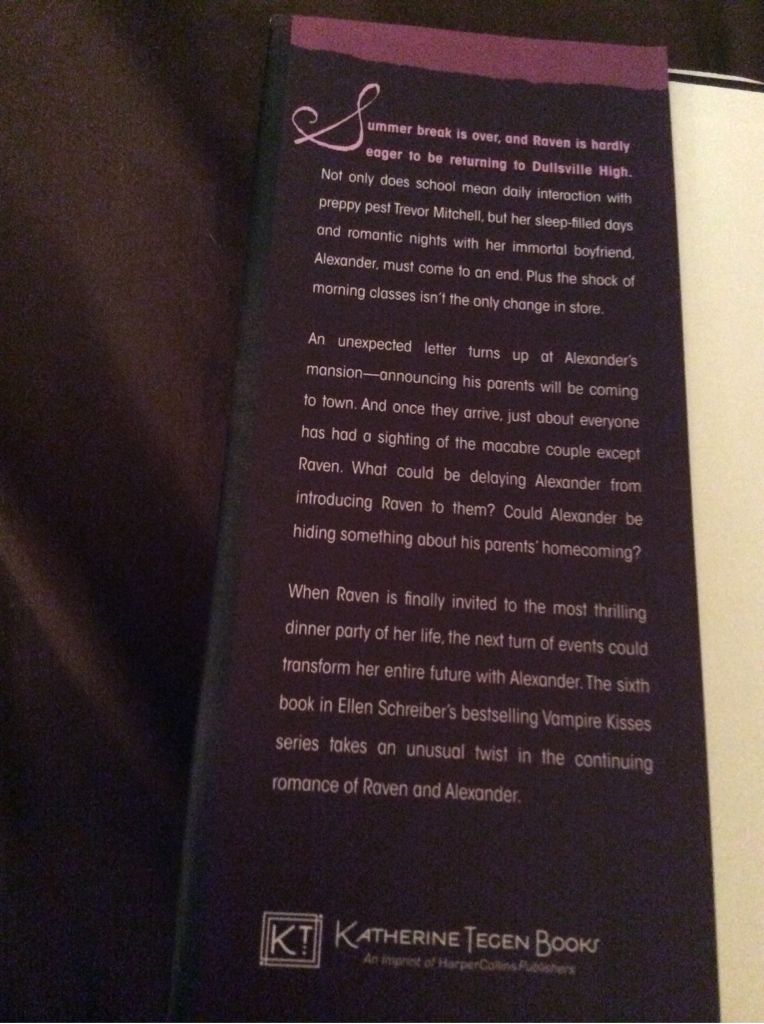 Summer break is over, and Raven is hardly
eager to be returning to Dullsville High.
Not only does school mean daily interaction with
preppy pest Trevor Mitchell, but her sleep-filled days
and romantic nights with her immortal boyfriend,
Alexander, must come to an end. Plus the shock of
morning classes isn't the only change in store.
An unexpected letter turns up at Alexander's
mansion—announcing his parents will be coming
to town. And once they arrive, just about everyone
has had a sighting of the macabre couple except
Raven. What could be delaying Alexander from
introducing Raven to them? Could Alexander be
hiding something about his parents' homecoming?
When Raven is finally invited to the most thrilling
dinner party of her life, the next turn of events could
transform her entire future with Alexander. The sixth
book in Ellen Schreiber's bestselling Vampire Kisses
series takes an unusual twist in the continuing
romance of Raven and Alexander.
KT
KATHERINE TEGEN BOOKS
An Imprint of HarperCollinsPublishers